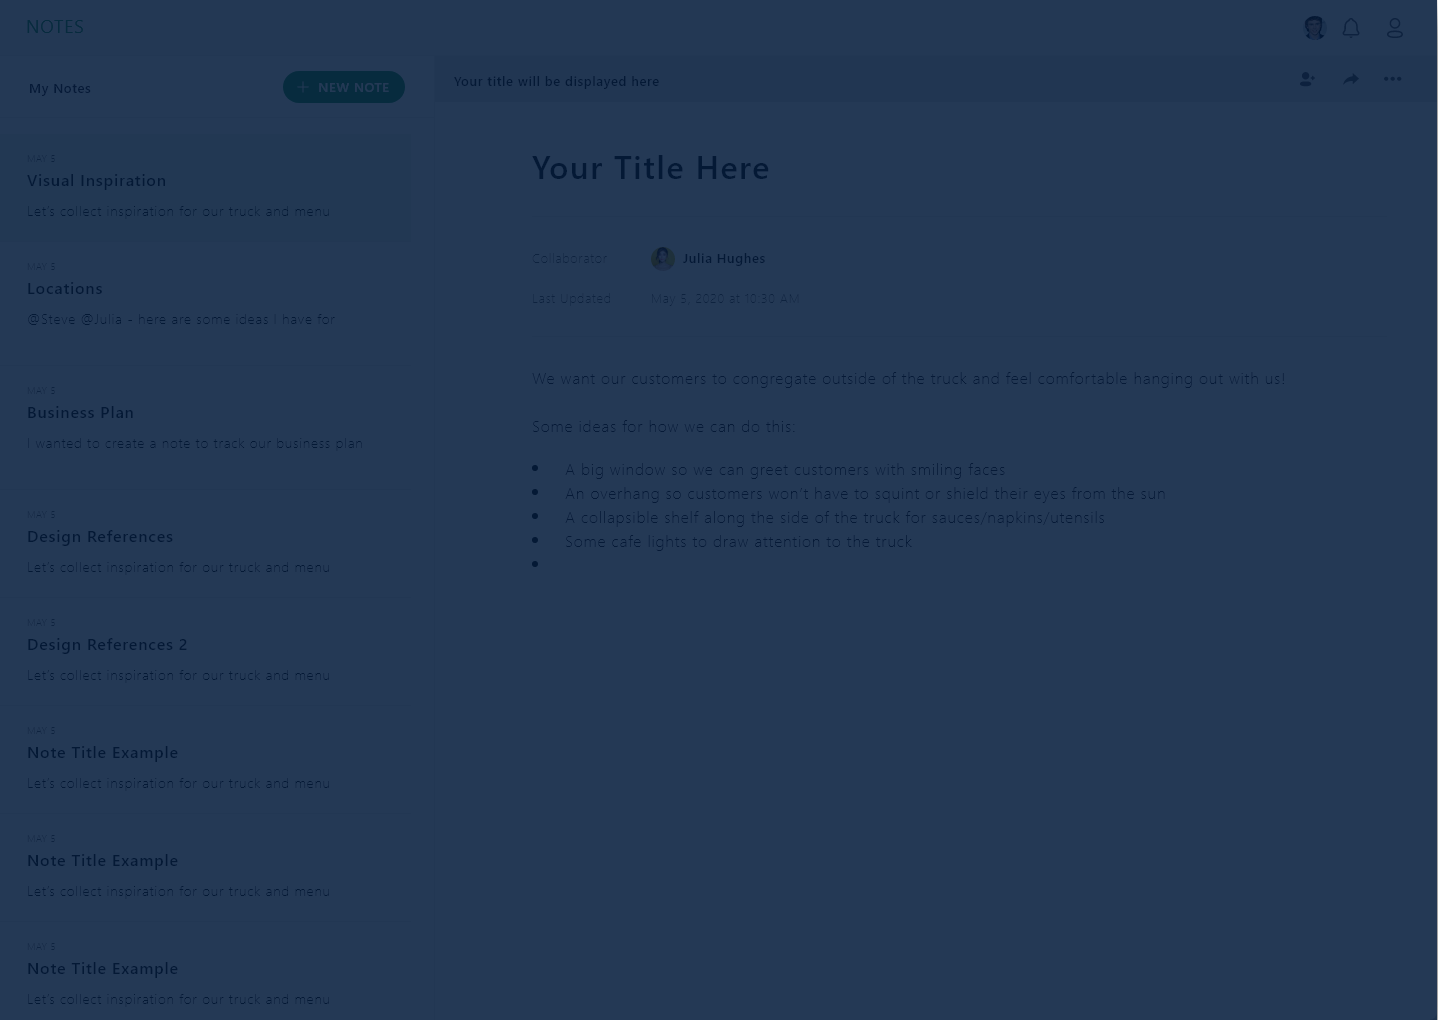 NOTES
My Notes
+ NEW NOTE
Your title will be displayed here
MAY 5
Visual Inspiration
Let's collect inspiration for our truck and menu
MAY 5
Locations
@Steve @Julia - here are some ideas I have for
MAY 5
Business Plan
I wanted to create a note to track our business plan
MAY 5
Design References
Let's collect inspiration for our truck and menu
MAY 5
Design References 2
Let's collect inspiration for our truck and menu
MAY 5
Note Title Example
Let's collect inspiration for our truck and menu
MAY 5
Note Title Example
Let's collect inspiration for our truck and menu
MAY 5
Note Title Example
Let's collect inspiration for our truck and menu
Your Title Here
Collaborator Julia Hughes
Last Updated May 5, 2020 at 10:30 AM
We want our customers to congregate outside of the truck and feel comfortable hanging out with us!
Some ideas for how we can do this:
• A big window so we can greet customers with smiling faces
• An overhang so customers won't have to squint or shield their eyes from the sun
• A collapsible shelf along the side of the truck for sauces/napkins/utensils
• Some cafe lights to draw attention to the truck
•